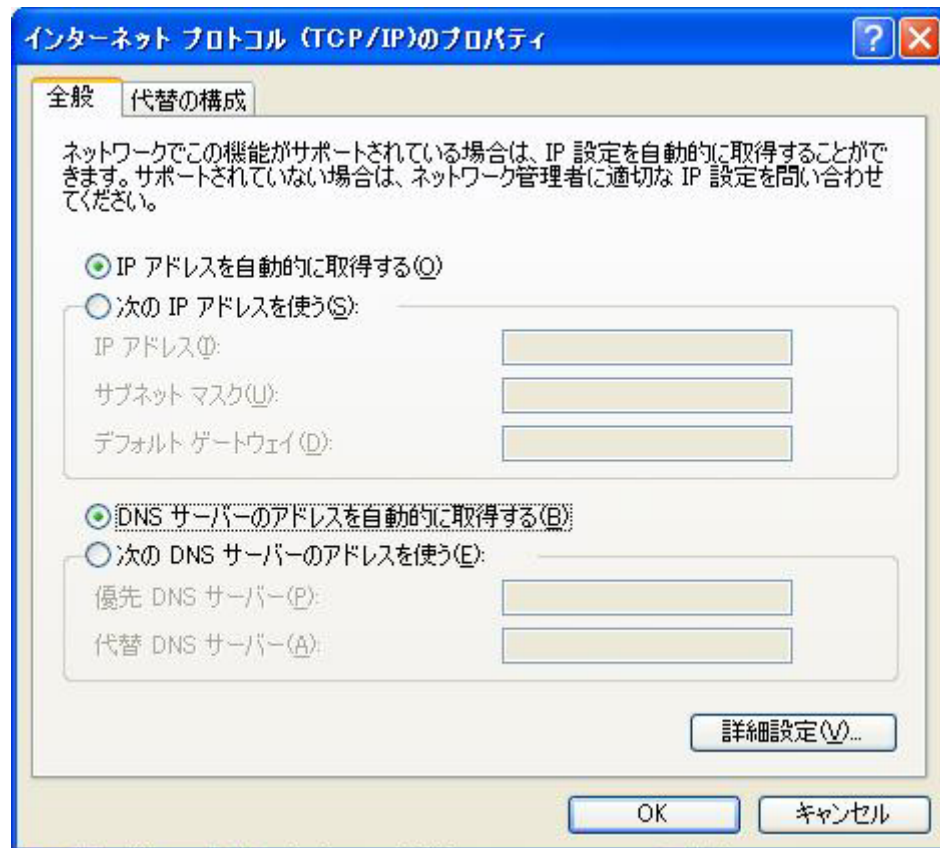 インターネット プロトコル (TCP/IP)のプロパティ
全般
代替の構成
ネットワークでこの機能がサポートされている場合は、IP 設定を自動的に取得することがで
きます。サポートされていない場合は、ネットワーク管理者に適切な IP 設定を問い合わせ
てください。
IP アドレスを自動的に取得する(O)
次の IP アドレスを使う(S):
IP アドレス(I):
サブネット マスク(U):
デフォルト ゲートウェイ(D):
DNS サーバーのアドレスを自動的に取得する(B)
次の DNS サーバーのアドレスを使う(E):
優先 DNS サーバー(P):
代替 DNS サーバー(A):
詳細設定(V)...
OK
キャンセル